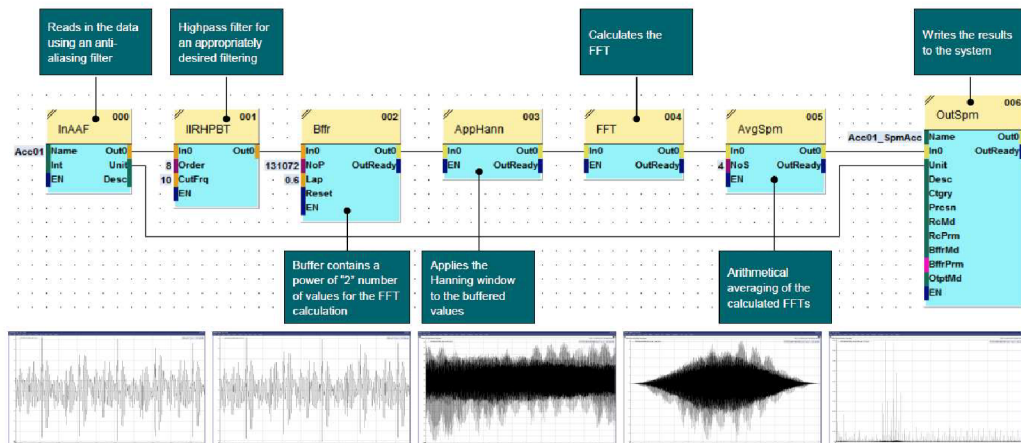 Reads in the data
using an anti-
aliasing filter
Highpass filter for
an appropriately
desired filtering
Calculates the
FFT
Writes the results
to the system
000
InAAF
Acc01
Name
Out0
Int
Unit
EN
Desc
001
IIRHPBT
In0
Out0
8
Order
10
CutFrq
EN
002
Bffr
In0
Out0
131072
NoP
OutReady
0.6
Lap
Reset
EN
003
AppHann
In0
Out0
EN
OutReady
004
FFT
In0
Out0
EN
OutReady
005
AvgSpm
In0
Out0
4
NoS
OutReady
EN
006
OutSpm
Acc01_SpmAcc
Name
Out0
In0
OutReady
Unit
Desc
Ctgry
Prcsn
RcMd
RcPrm
BffrMd
BffrPrm
OtptMd
EN
Buffer contains a
power of "2" number
of values for the FFT
calculation
Applies the
Hanning window
to the buffered
values
Arithmetical
averaging of the
calculated FFTs